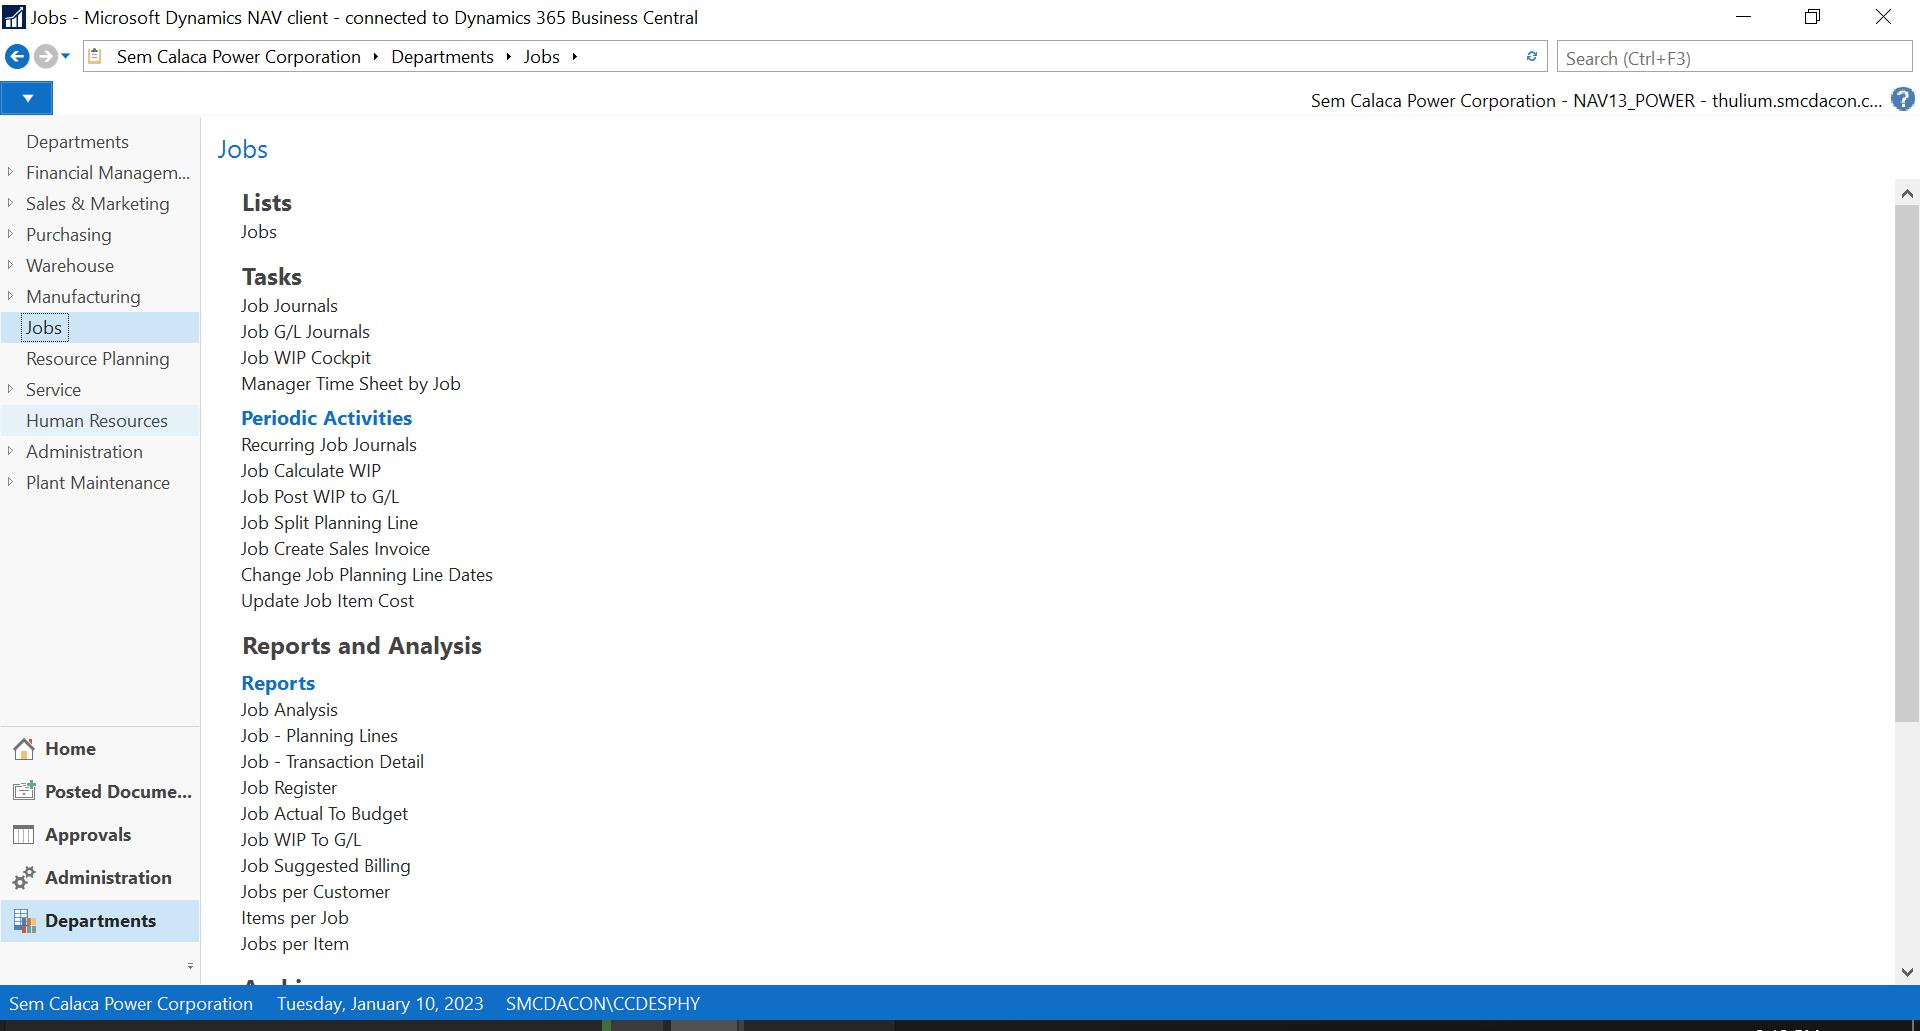 Jobs - Microsoft Dynamics NAV client - connected to Dynamics 365 Business Central
Sem Calaca Power Corporation
Departments
Jobs
Search (Ctrl+F3)
Sem Calaca Power Corporation - NAV13_POWER - thulium.smcdacon.c...
Departments
Financial Managem...
Sales & Marketing
Purchasing
Warehouse
Manufacturing
Jobs
Resource Planning
Service
Human Resources
Administration
Plant Maintenance
Home
Posted Docume...
Approvals
Administration
Departments
Jobs
Lists
Jobs
Tasks
Job Journals
Job G/L Journals
Job WIP Cockpit
Manager Time Sheet by Job
Periodic Activities
Recurring Job Journals
Job Calculate WIP
Job Post WIP to G/L
Job Split Planning Line
Job Create Sales Invoice
Change Job Planning Line Dates
Update Job Item Cost
Reports and Analysis
Reports
Job Analysis
Job - Planning Lines
Job - Transaction Detail
Job Register
Job Actual To Budget
Job WIP To G/L
Job Suggested Billing
Jobs per Customer
Items per Job
Jobs per Item
Sem Calaca Power Corporation Tuesday, January 10, 2023 SMCDACON\CCDESPHY